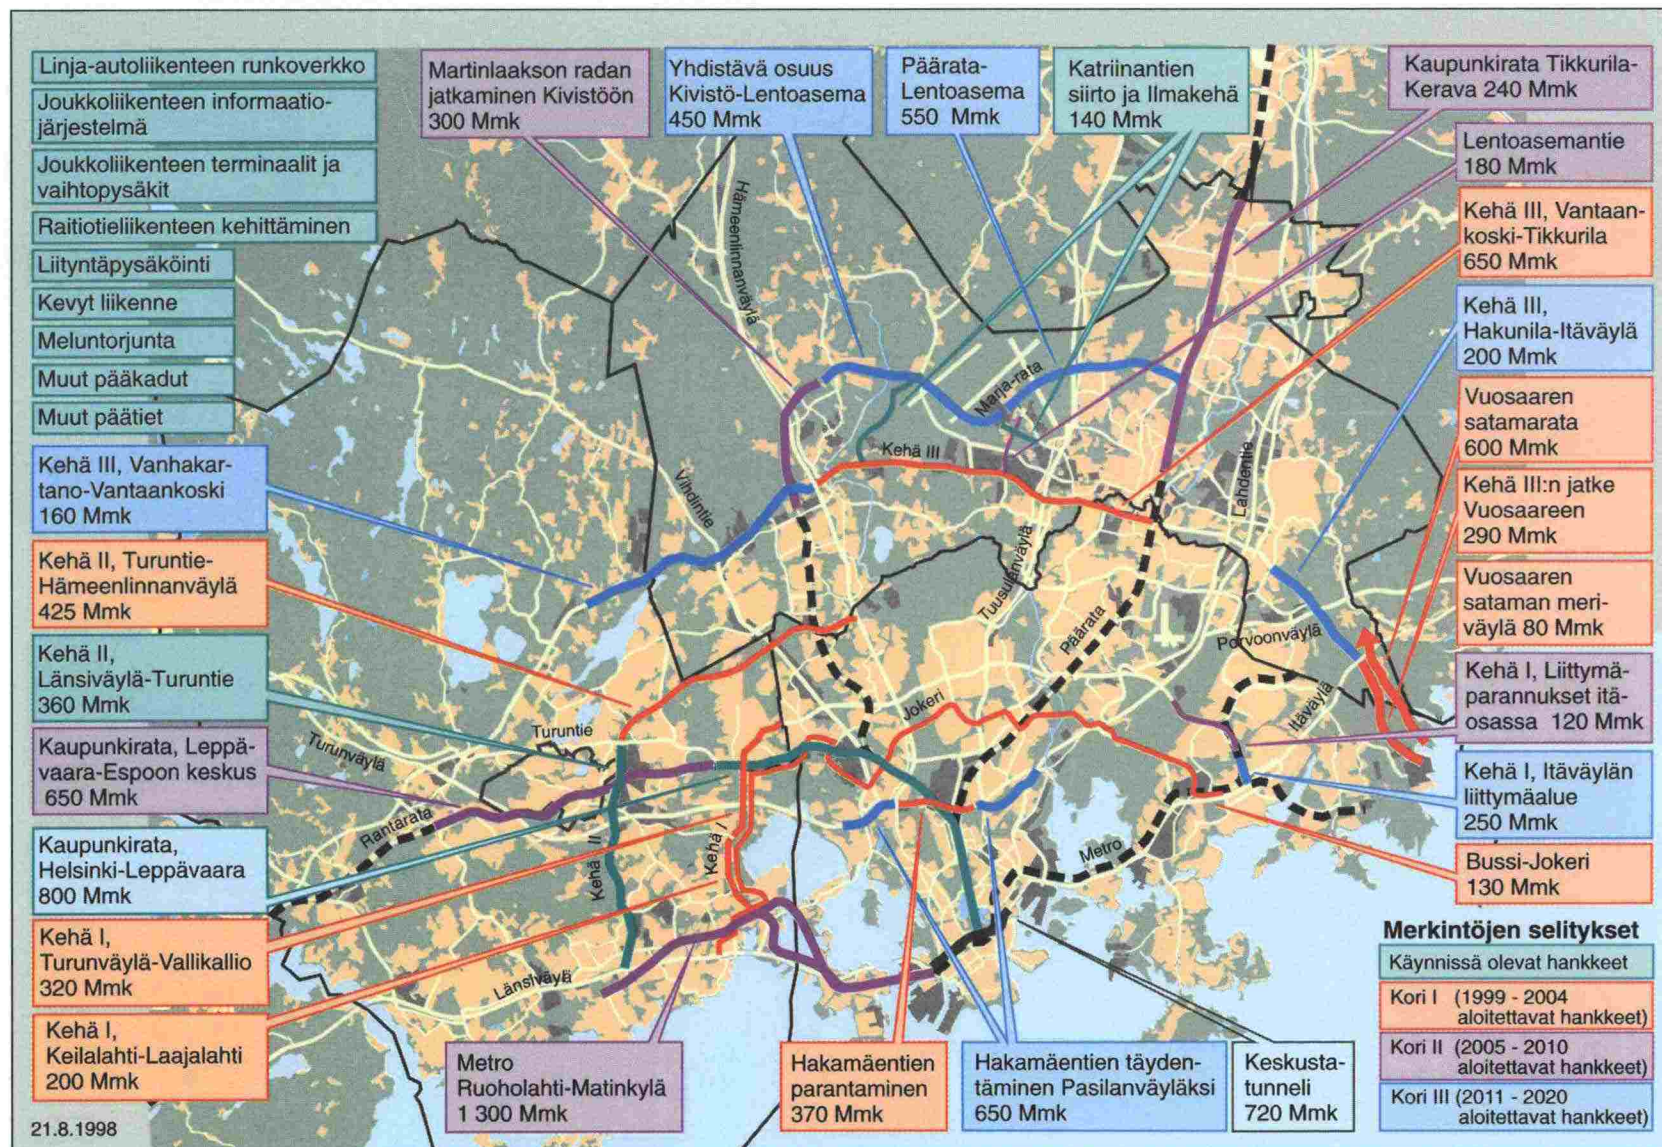 Linja-autoliikenteen runkoverkko
Joukkoliikenteen informaatio-
järjestelmä
Joukkoliikenteen terminaalit ja
vaihtopysäkit
Raitiotieliikenteen kehittäminen
Liityntäpysäköinti
Kevyt liikenne
Meluntorjunta
Muut pääkadut
Muut päätiet
Kehä III, Vanhakar-
tano-Vantaankoski
160 Mmk
Kehä II, Turuntie-
Hämeenlinnanväylä
425 Mmk
Kehä II,
Länsiväylä-Turuntie
360 Mmk
Kaupunkirata, Leppä-
vaara-Espoon keskus
650 Mmk
Kaupunkirata,
Helsinki-Leppävaara
800 Mmk
Kehä I,
Turunväylä-Vallikallio
320 Mmk
Kehä I,
Keilalahti-Laajalahti
200 Mmk
21.8.1998
Martinlaakson radan
jatkaminen Kivistöön
300 Mmk
Yhdistävä osuus
Kivistö-Lentoasema
450 Mmk
Päärata-
Lentoasema
550 Mmk
Katriinantien
siirto ja Ilmakehä
140 Mmk
Kaupunkirata Tikkurila-
Kerava 240 Mmk
Lentoasemantie
180 Mmk
Kehä III, Vantaan-
koski-Tikkurila
650 Mmk
Kehä III,
Hakunila-Itäväylä
200 Mmk
Vuosaaren
satamarata
600 Mmk
Kehä III:n jatke
Vuosaareen
290 Mmk
Vuosaaren
sataman meri-
väylä 80 Mmk
Kehä I, Liittymä-
parannukset itä-
osassa 120 Mmk
Kehä I, Itäväylän
liittymäalue
250 Mmk
Bussi-Jokeri
130 Mmk
Hämeenlinnanväylä
Marja-rata
Kehä III
Vihdintie
Lahdentie
Tuusulanväylä
Päärata
Porvoonväylä
Itäväylä
Jokeri
Turuntie
Turunväylä
Rantarata
Kehä II
Kehä I
Metro
Länsiväylä
Metro
Ruoholahti-Matinkylä
1 300 Mmk
Hakamäentien
parantaminen
370 Mmk
Hakamäentien täyden-
täminen Pasilanväyläksi
650 Mmk
Keskusta-
tunneli
720 Mmk
Merkintöjen selitykset
Käynnissä olevat hankkeet
Kori I (1999 - 2004
aloitettavat hankkeet)
Kori II (2005 - 2010
aloitettavat hankkeet)
Kori III (2011 - 2020
aloitettavat hankkeet)